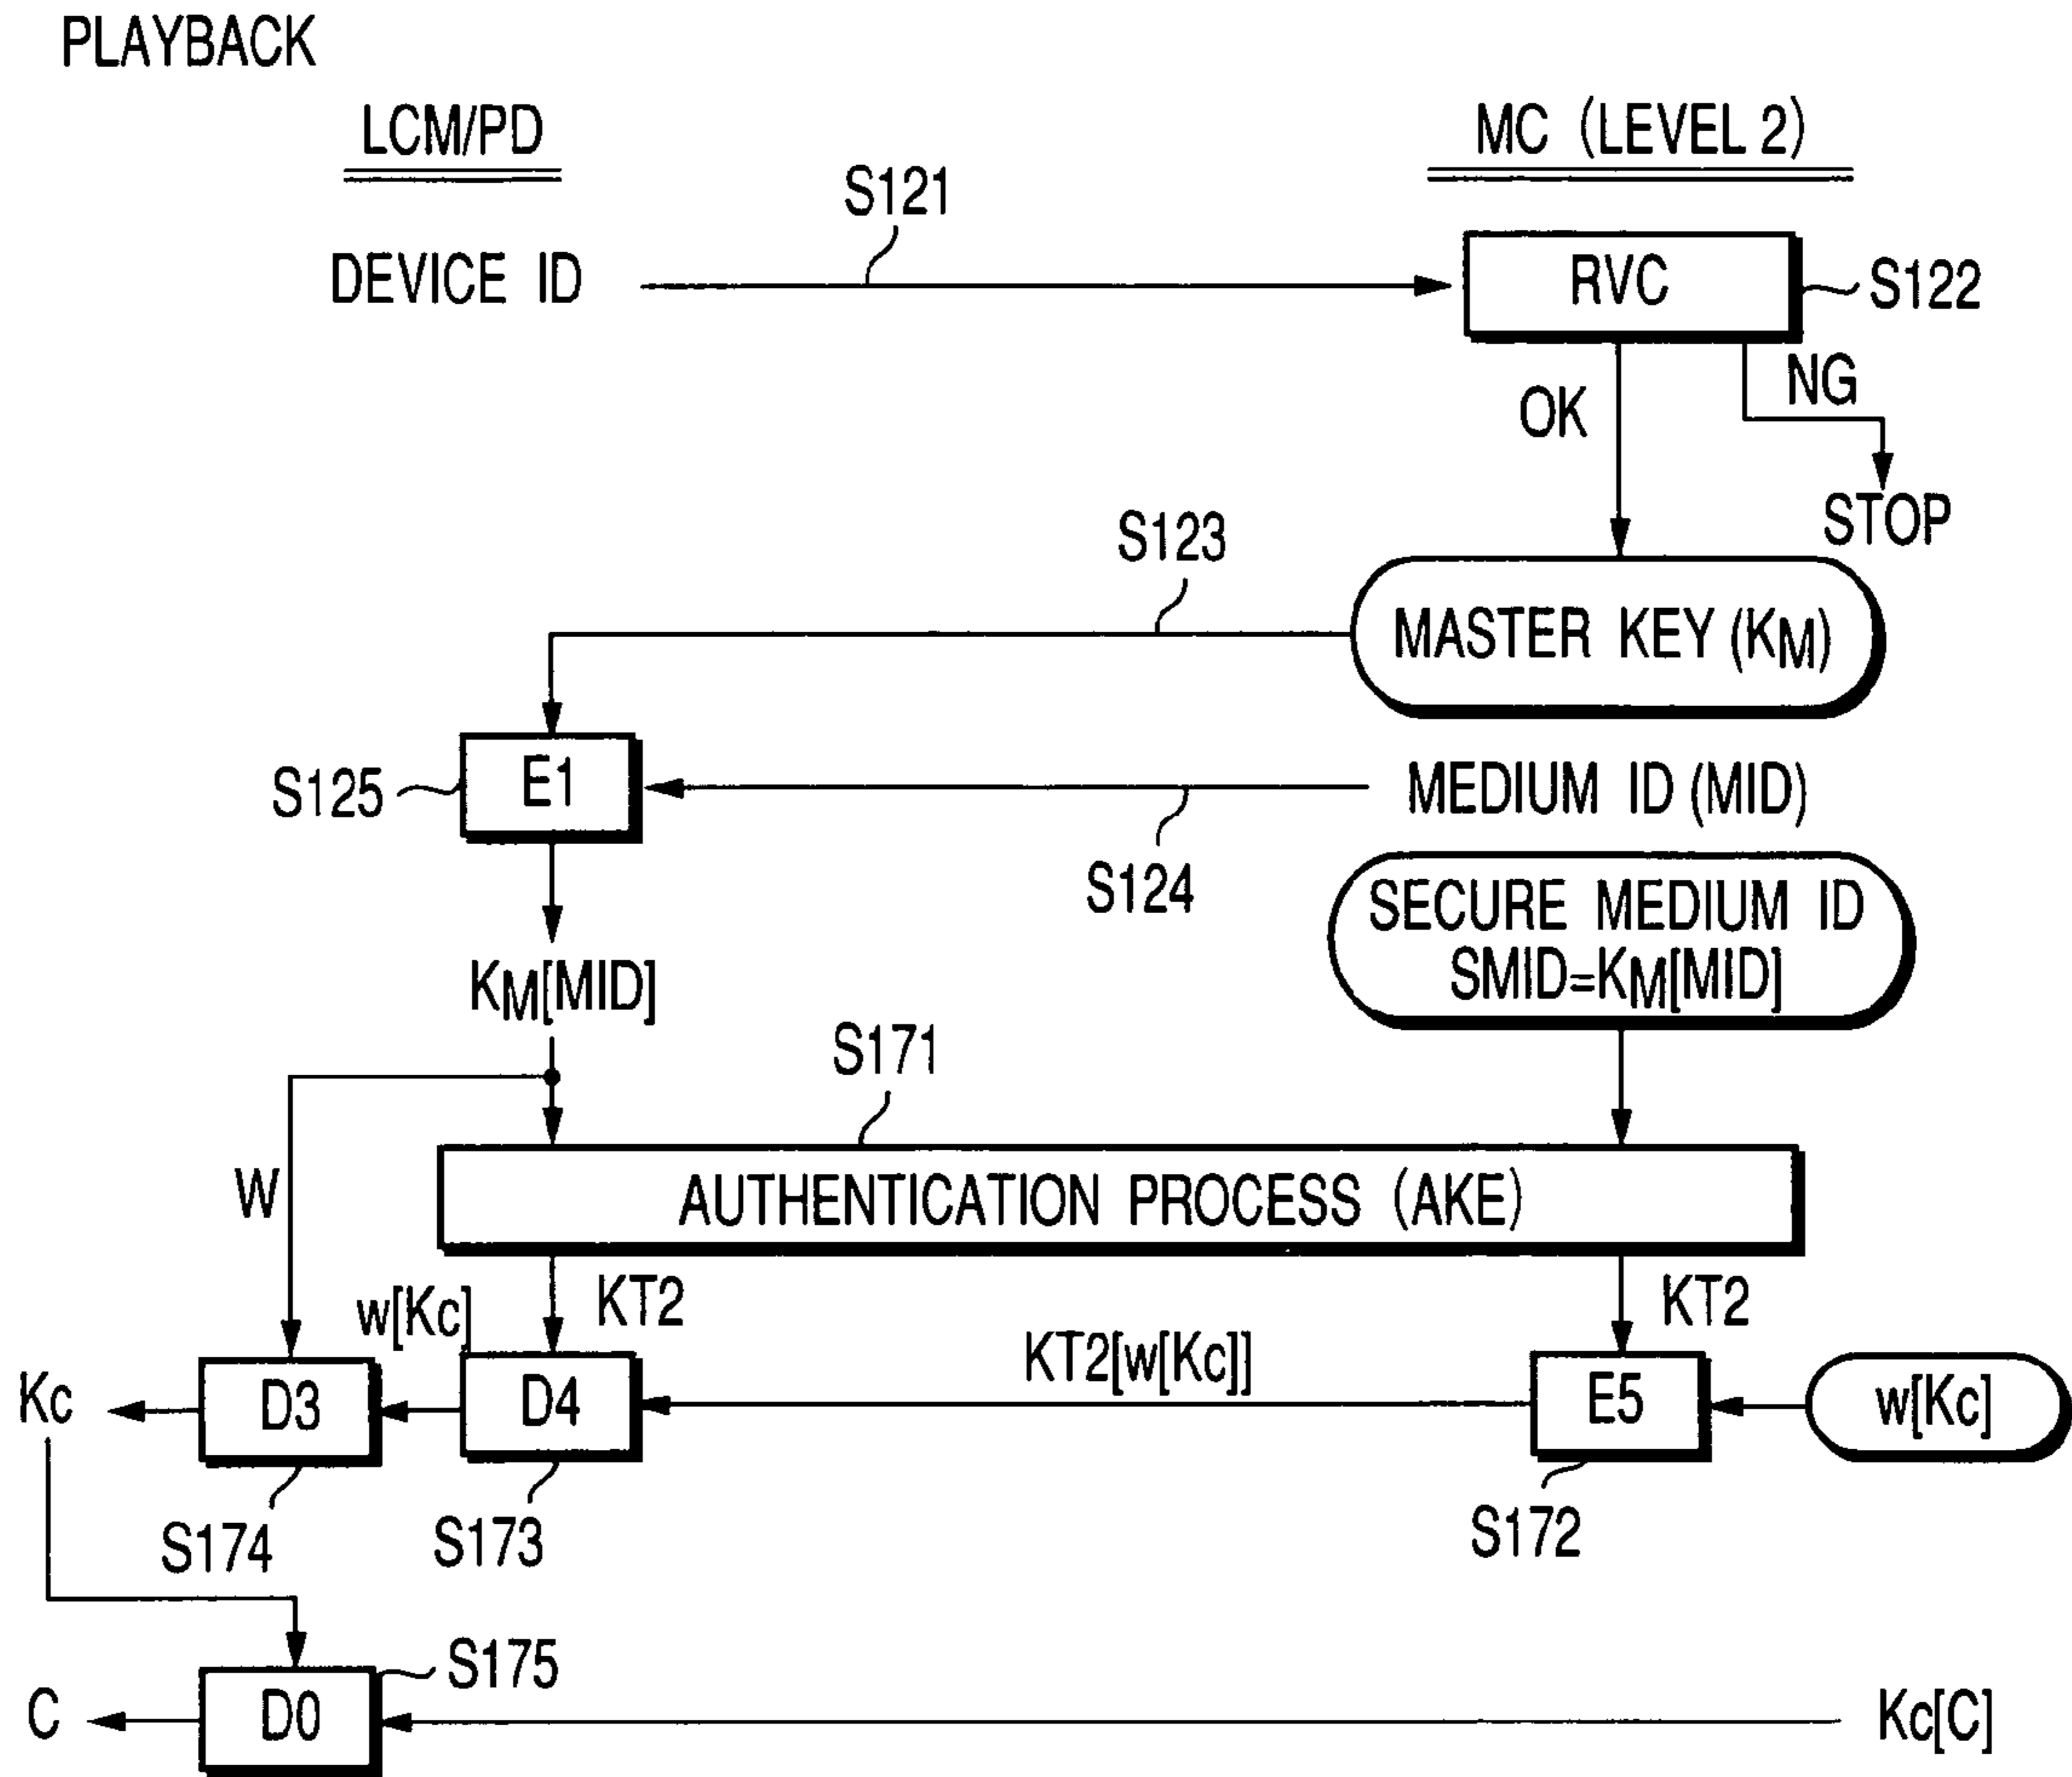 PLAYBACK
LCM/PD
MC (LEVEL 2)
S121
DEVICE ID
RVC
S122
OK
NG
STOP
S123
MASTER KEY (KM)
E1
S125
MEDIUM ID (MID)
S124
SECURE MEDIUM ID
SMID=KM[MID]
KM[MID]
S171
W
AUTHENTICATION PROCESS (AKE)
w[Kc]
KT2
KT2
KT2[w[Kc]]
Kc
D3
D4
E5
w[Kc]
S174
S173
S172
S175
C
D0
Kc[C]